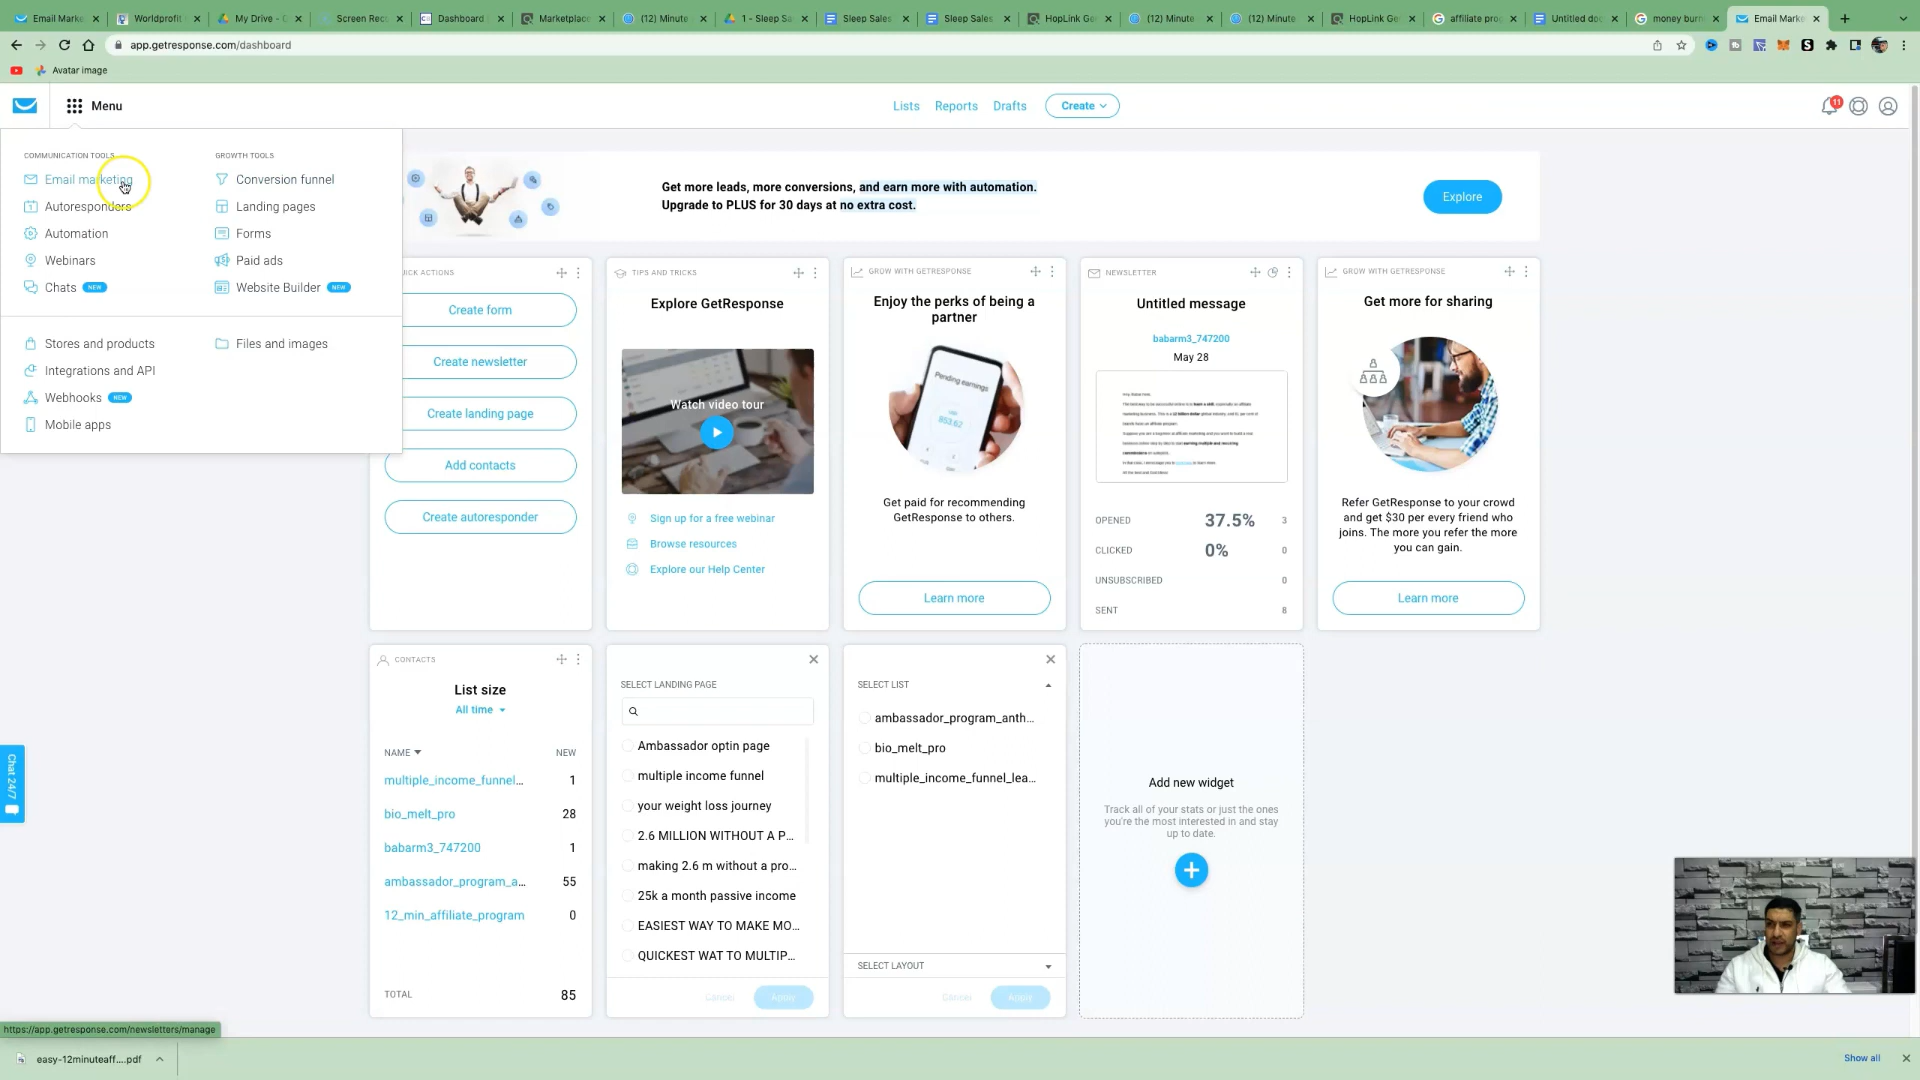 Email Marke
Worldprofit
My Drive - C
Screen Rec
Dashboard
Marketplace
(12) Minute
1 - Sleep Sa
Sleep Sales
Sleep Sales
HopLink Ge
(12) Minute
(12) Minute
HopLink Ge
affiliate pro
Untitled doc
money burn
Email Marke
app.getresponse.com/dashboard
Avatar image
Menu
Lists
Reports
Drafts
Create
11
COMMUNICATION TOOLS
GROWTH TOOLS
Email marketing
Conversion funnel
Autoresponders
Landing pages
Automation
Forms
Webinars
Paid ads
Chats NEW
Website Builder NEW
Stores and products
Files and images
Integrations and API
Webhooks NEW
Mobile apps
Get more leads, more conversions, and earn more with automation.
Upgrade to PLUS for 30 days at no extra cost.
Explore
ICK ACTIONS
Create form
Create newsletter
Create landing page
Add contacts
Create autoresponder
TIPS AND TRICKS
Explore GetResponse
Watch video tour
Sign up for a free webinar
Browse resources
Explore our Help Center
GROW WITH GETRESPONSE
Enjoy the perks of being a
partner
Pending earnings
Get paid for recommending
GetResponse to others.
Learn more
NEWSLETTER
Untitled message
babarm3_747200
May 28
OPENED 37.5% 3
CLICKED 0% 0
UNSUBSCRIBED 0
SENT 8
GROW WITH GETRESPONSE
Get more for sharing
Refer GetResponse to your crowd
and get $30 per every friend who
joins. The more you refer the more
you can gain.
Learn more
CONTACTS
List size
All time
NAME NEW
multiple_income_funnel... 1
bio_melt_pro 28
babarm3_747200 1
ambassador_program_a... 55
12_min_affiliate_program 0
TOTAL 85
SELECT LANDING PAGE
Ambassador optin page
multiple income funnel
your weight loss journey
2.6 MILLION WITHOUT A P...
making 2.6 m without a pro...
25k a month passive income
EASIEST WAY TO MAKE MO...
QUICKEST WAT TO MULTIP...
Cancel
Apply
SELECT LIST
ambassador_program_anth...
bio_melt_pro
multiple_income_funnel_lea...
SELECT LAYOUT
Cancel
Apply
Add new widget
Track all of your stats or just the ones
you're the most interested in and stay
up to date.
Chat 24/7
https://app.getresponse.com/newsletters/manage
easy-12minuteaff....pdf
Show all